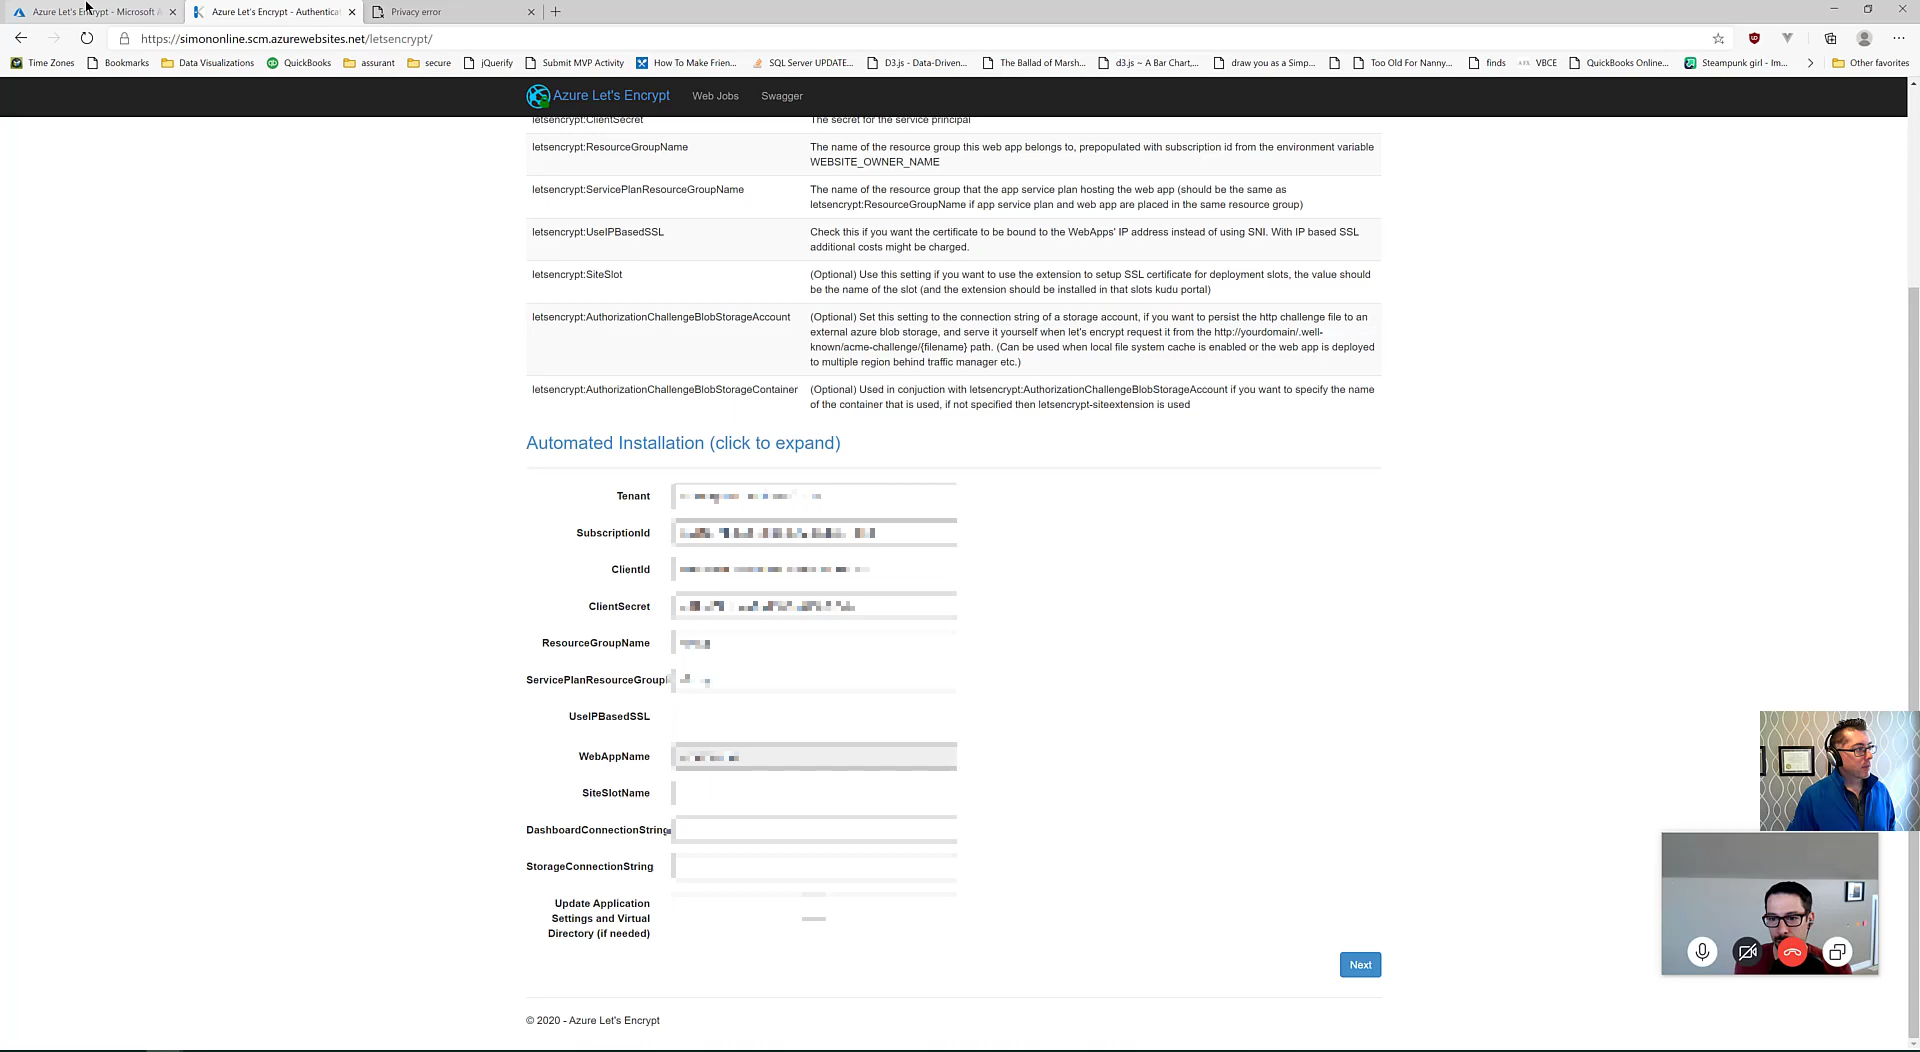 Azure Let's Encrypt - Microsoft A
Azure Let's Encrypt - Authentica
Privacy error
https://simononline.scm.azurewebsites.net/letsencrypt/
Time Zones
Bookmarks
Data Visualizations
QuickBooks
assurant
secure
jQuerify
Submit MVP Activity
How To Make Frien...
SQL Server UPDATE...
D3.js - Data-Driven...
The Ballad of Marsh...
d3.js ~ A Bar Chart,...
draw you as a Simp...
Too Old For Nanny...
finds
VBCE
QuickBooks Online...
Steampunk girl - Im...
Other favorites
Azure Let's Encrypt
Web Jobs
Swagger
letsencrypt:ClientSecret
The secret for the service principal
letsencrypt:ResourceGroupName
The name of the resource group this web app belongs to, prepopulated with subscription id from the environment variable
WEBSITE_OWNER_NAME
letsencrypt:ServicePlanResourceGroupName
The name of the resource group that the app service plan hosting the web app (should be the same as
letsencrypt:ResourceGroupName if app service plan and web app are placed in the same resource group)
letsencrypt:UseIPBasedSSL
Check this if you want the certificate to be bound to the WebApps' IP address instead of using SNI. With IP based SSL
additional costs might be charged.
letsencrypt:SiteSlot
(Optional) Use this setting if you want to use the extension to setup SSL certificate for deployment slots, the value should
be the name of the slot (and the extension should be installed in that slots kudu portal)
letsencrypt:AuthorizationChallengeBlobStorageAccount
(Optional) Set this setting to the connection string of a storage account, if you want to persist the http challenge file to an
external azure blob storage, and serve it yourself when let's encrypt request it from the http://yourdomain/.well-
known/acme-challenge/{filename} path. (Can be used when local file system cache is enabled or the web app is deployed
to multiple region behind traffic manager etc.)
letsencrypt:AuthorizationChallengeBlobStorageContainer
(Optional) Used in conjuction with letsencrypt:AuthorizationChallengeBlobStorageAccount if you want to specify the name
of the container that is used, if not specified then letsencrypt-siteextension is used
Automated Installation (click to expand)
Tenant
SubscriptionId
ClientId
ClientSecret
ResourceGroupName
ServicePlanResourceGroup
UseIPBasedSSL
WebAppName
SiteSlotName
DashboardConnectionString
StorageConnectionString
Update Application
Settings and Virtual
Directory (if needed)
Next
© 2020 - Azure Let's Encrypt